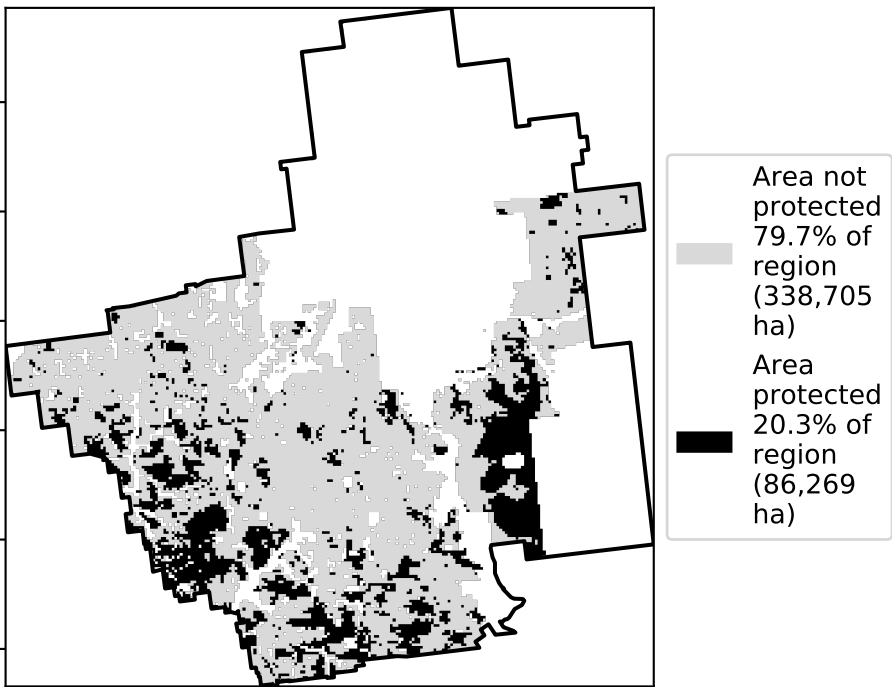 Area not
protected
79.7% of
region
(338,705
ha)
Area
protected
20.3% of
region
(86,269
ha)